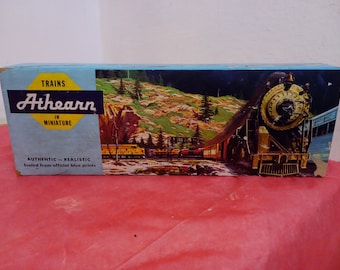 TRAINS
Athearn
IN
MINIATURE
AUTHENTIC — REALISTIC
Scaled from official blue prints